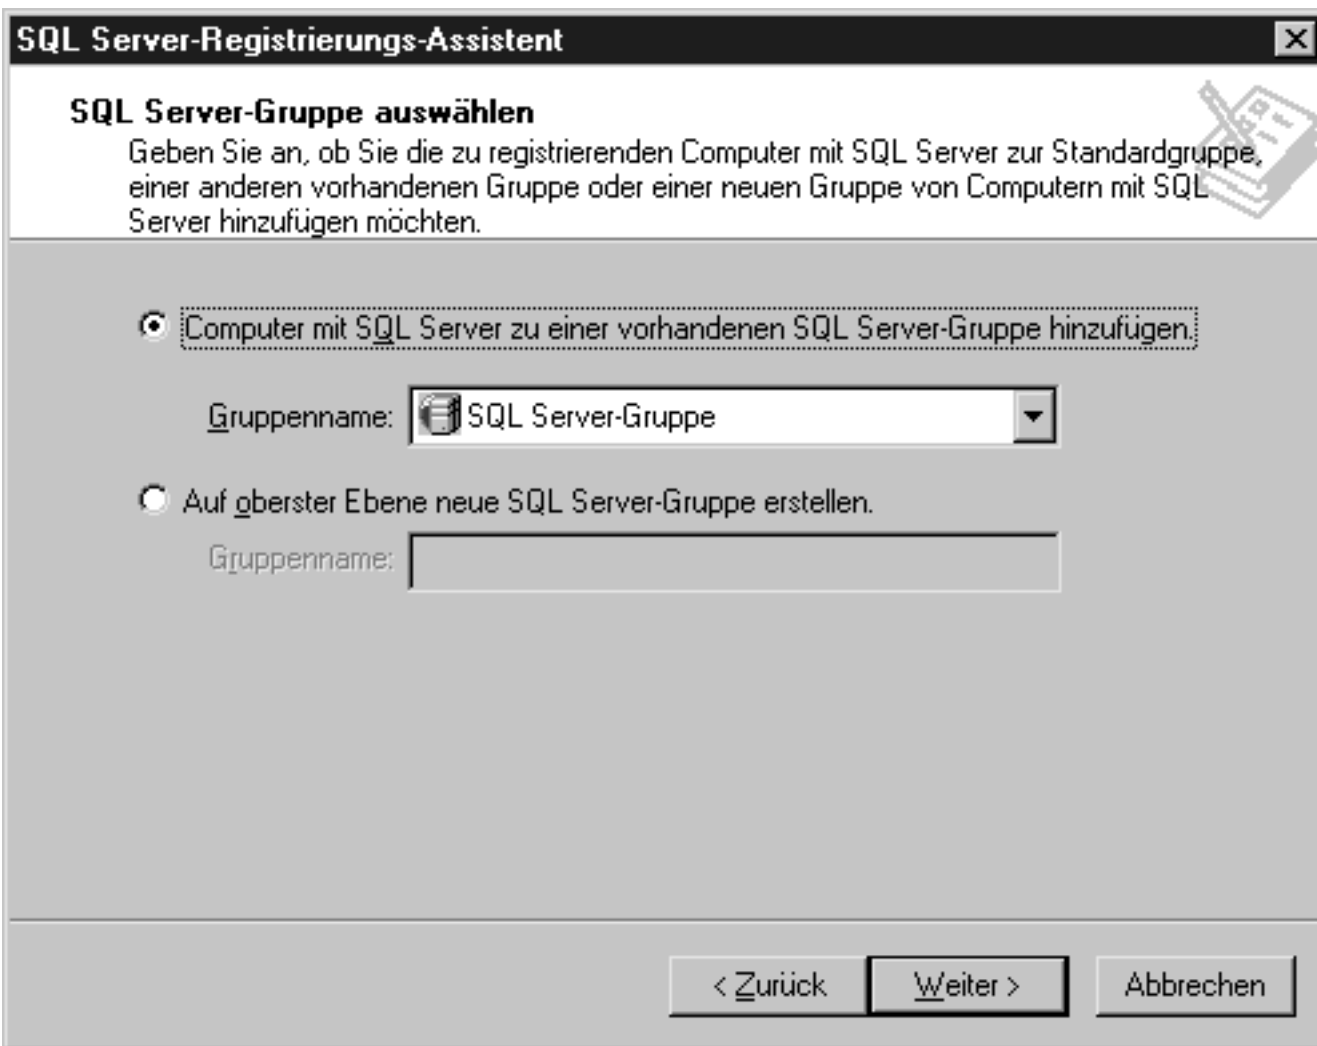 SQL Server-Registrierungs-Assistent
SQL Server-Gruppe auswählen
Geben Sie an, ob Sie die zu registrierenden Computer mit SQL Server zur Standardgruppe,
einer anderen vorhandenen Gruppe oder einer neuen Gruppe von Computern mit SQL
Server hinzufügen möchten.
Computer mit SQL Server zu einer vorhandenen SQL Server-Gruppe hinzufügen.
Gruppenname: SQL Server-Gruppe
Auf oberster Ebene neue SQL Server-Gruppe erstellen.
Gruppenname:
< Zurück Weiter > Abbrechen